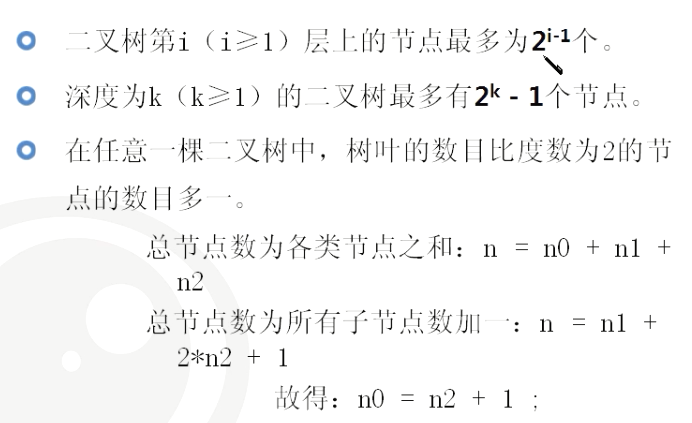 二叉树第i（i≥1）层上的节点最多为2^{i-1}个。
深度为k（k≥1）的二叉树最多有2^k - 1个节点。
在任意一棵二叉树中，树叶的数目比度数为2的节
点的数目多一。
总节点数为各类节点之和：n = n0 + n1 +
n2
总节点数为所有子节点数加一：n = n1 +
2*n2 + 1
故得：n0 = n2 + 1 ;